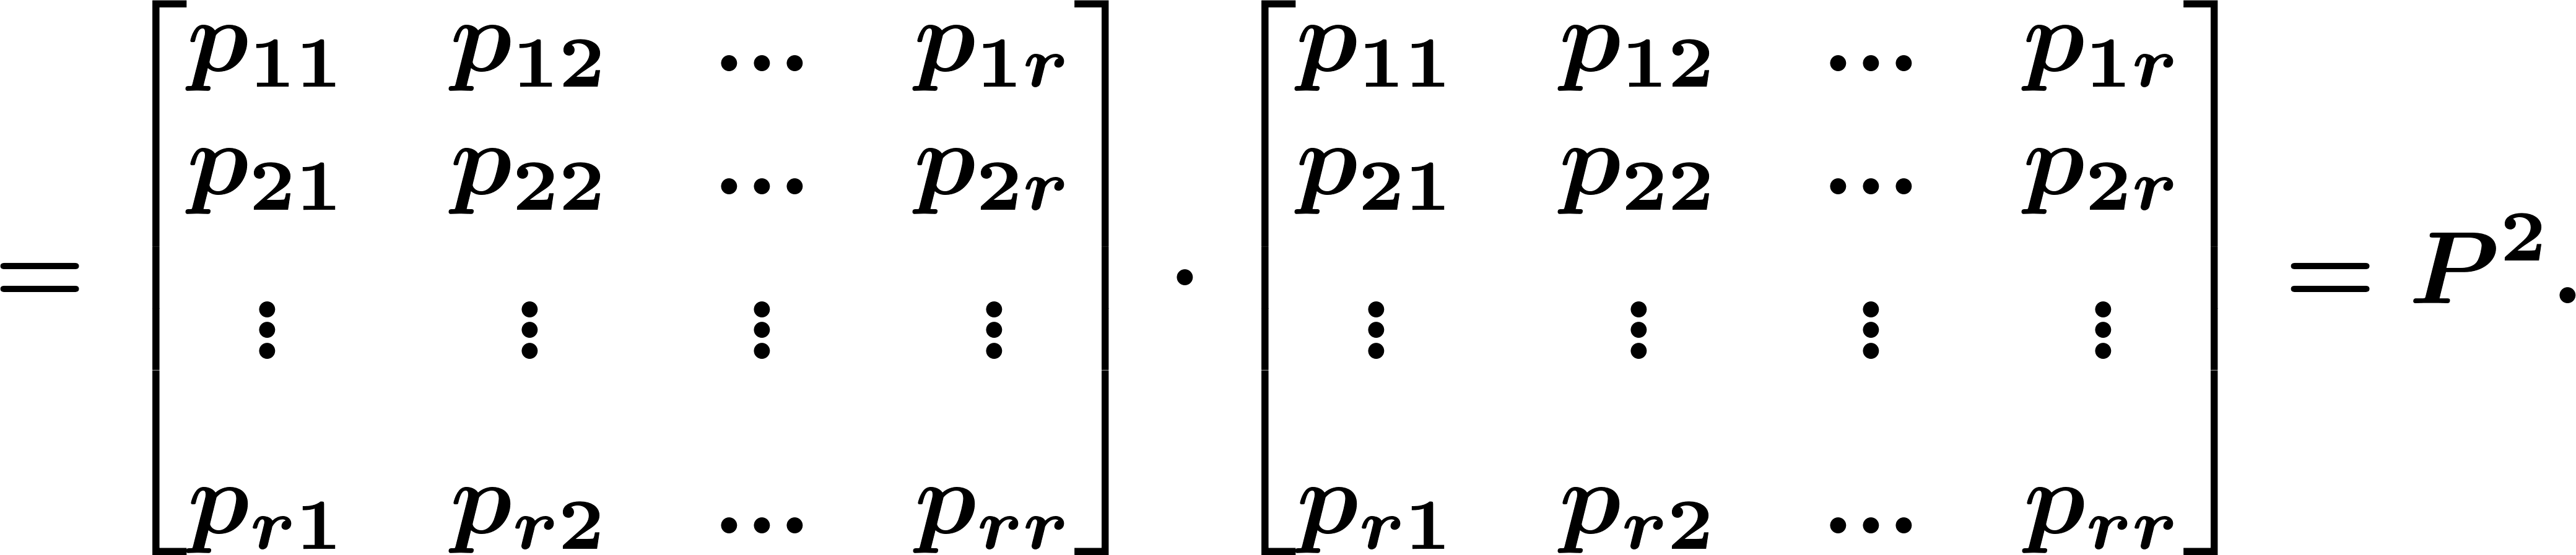 = [ p₁₁ p₁₂ ⋯ p₁ᵣ ; p₂₁ p₂₂ ⋯ p₂ᵣ ; ⋮ ⋮ ⋮ ⋮ ; pᵣ₁ pᵣ₂ ⋯ pᵣᵣ ] · [ p₁₁ p₁₂ ⋯ p₁ᵣ ; p₂₁ p₂₂ ⋯ p₂ᵣ ; ⋮ ⋮ ⋮ ⋮ ; pᵣ₁ pᵣ₂ ⋯ pᵣᵣ ] = P².